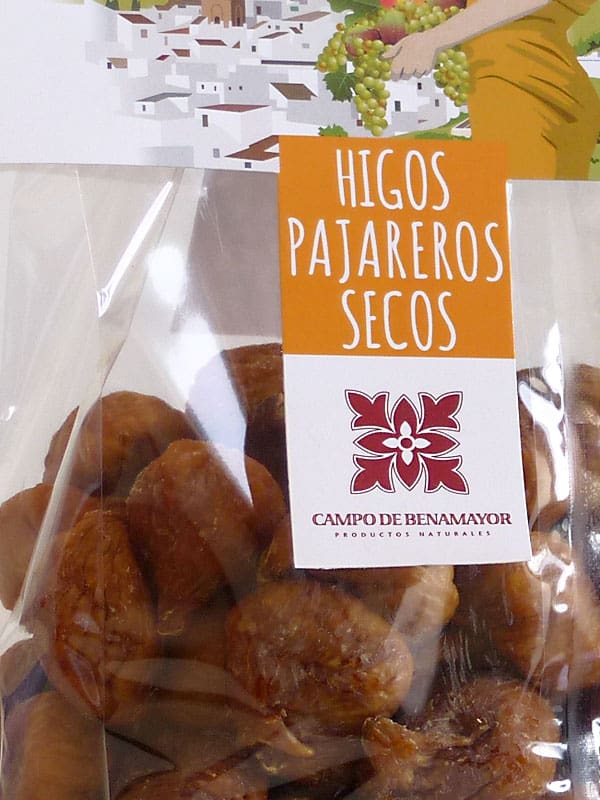 HIGOS
PAJAREROS
SECOS
CAMPO DE BENAMAYOR
PRODUCTOS NATURALES